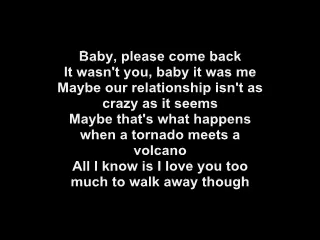 Baby, please come back
It wasn't you, baby it was me
Maybe our relationship isn't as
crazy as it seems
Maybe that's what happens
when a tornado meets a
volcano
All I know is I love you too
much to walk away though